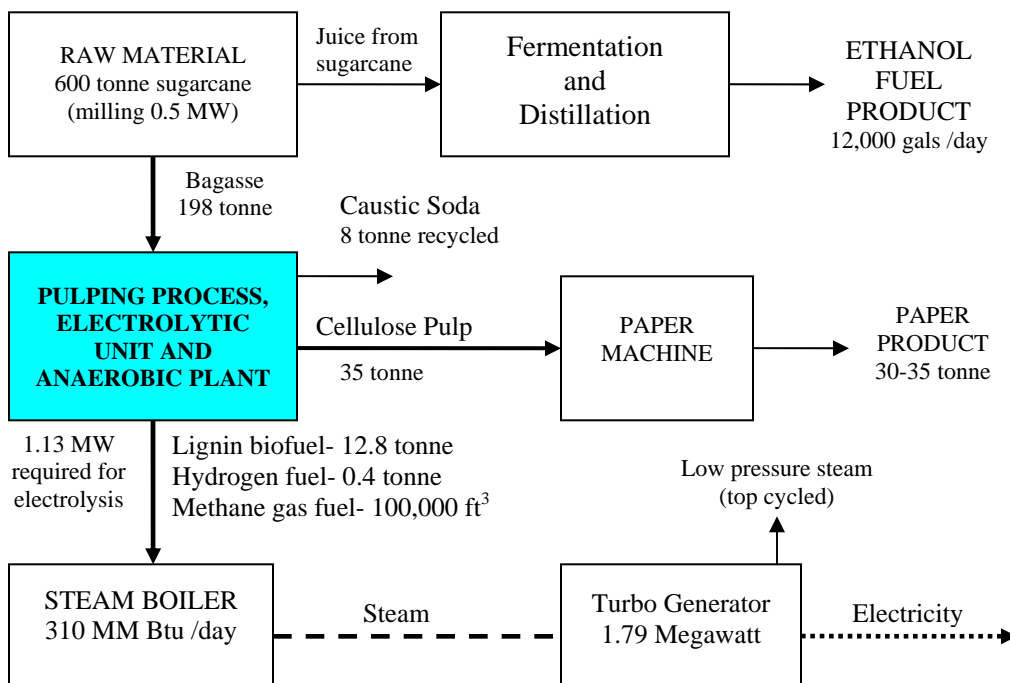 RAW MATERIAL
600 tonne sugarcane
(milling 0.5 MW)
Juice from
sugarcane
Fermentation
and
Distillation
ETHANOL
FUEL
PRODUCT
12,000 gals /day
Bagasse
198 tonne
Caustic Soda
8 tonne recycled
PULPING PROCESS,
ELECTROLYTIC
UNIT AND
ANAEROBIC PLANT
Cellulose Pulp
35 tonne
PAPER
MACHINE
PAPER
PRODUCT
30-35 tonne
1.13 MW
required for
electrolysis
Lignin biofuel- 12.8 tonne
Hydrogen fuel- 0.4 tonne
Methane gas fuel- 100,000 ft³
Low pressure steam
(top cycled)
STEAM BOILER
310 MM Btu /day
Steam
Turbo Generator
1.79 Megawatt
Electricity